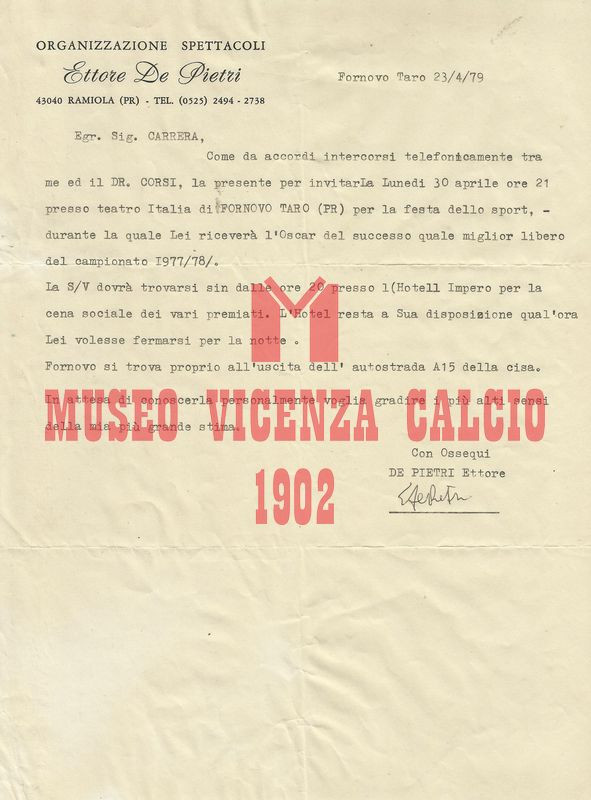 ORGANIZZAZIONE SPETTACOLI
Ettore De Pietri
43040 RAMIOLA (PR) - TEL. (0525) 2494 - 2738
Fornovo Taro 23/4/79
Egr. Sig. CARRERA,
Come da accordi intercorsi telefonicamente tra
me ed il DR. CORSI, la presente per invitarLa Lunedi 30 aprile ore 21
presso teatro Italia di FORNOVO TARO (PR) per la festa dello sport, -
durante la quale Lei riceverà l'Oscar del successo quale miglior libero
del campionato I977/78/.
La S/V dovrà trovarsi sin dalle ore 20 presso l(Hotell Impero per la
cena sociale dei vari premiati. L'Hotel resta a Sua disposizione qual'ora
Lei volesse fermarsi per la notte .
Fornovo si trova proprio all'uscita dell' autostrada A15 della cisa.
In attesa di conoscerla personalmente voglia gradire i più alti sensi
della mia più grande stima.
Con Ossequi
DE PIETRI Ettore
M
MUSEO VICENZA CALCIO
1902